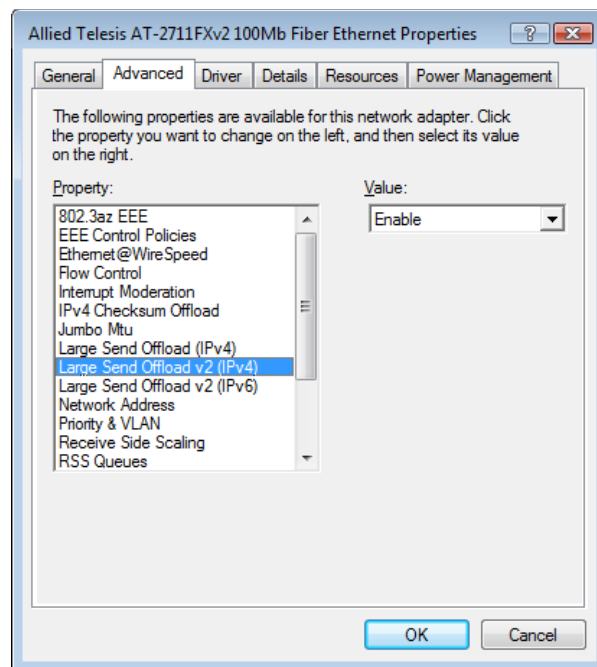 Allied Telesis AT-2711FXv2 100Mb Fiber Ethernet Properties
General Advanced Driver Details Resources Power Management
The following properties are available for this network adapter. Click
the property you want to change on the left, and then select its value
on the right.
Property:
802.3az EEE
EEE Control Policies
Ethernet@WireSpeed
Flow Control
Interrupt Moderation
IPv4 Checksum Offload
Jumbo Mtu
Large Send Offload (IPv4)
Large Send Offload v2 (IPv4)
Large Send Offload v2 (IPv6)
Network Address
Priority & VLAN
Receive Side Scaling
RSS Queues
Value:
Enable
OK Cancel